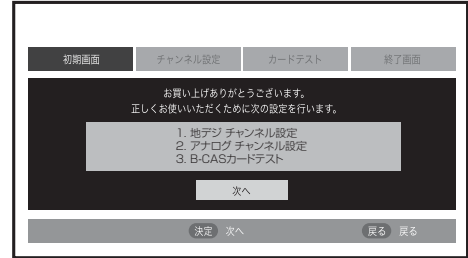 初期画面 チャンネル設定 カードテスト 終了画面
お買い上げありがとうございます。
正しくお使いいただくために次の設定を行います。
1. 地デジ チャンネル設定
2. アナログ チャンネル設定
3. B-CASカードテスト
次へ
決定 次へ 戻る 戻る